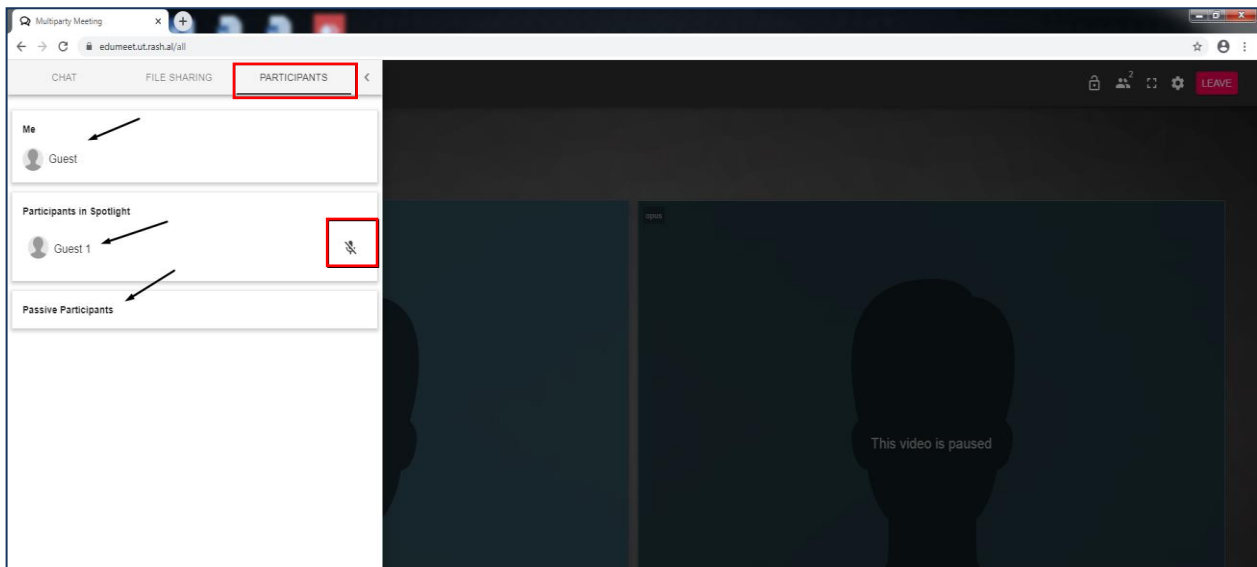 Multiparty Meeting
edumeet.ut.rash.al/all
CHAT FILE SHARING PARTICIPANTS
2 LEAVE
Me
Guest
Participants in Spotlight
Guest 1
Passive Participants
opus
This video is paused